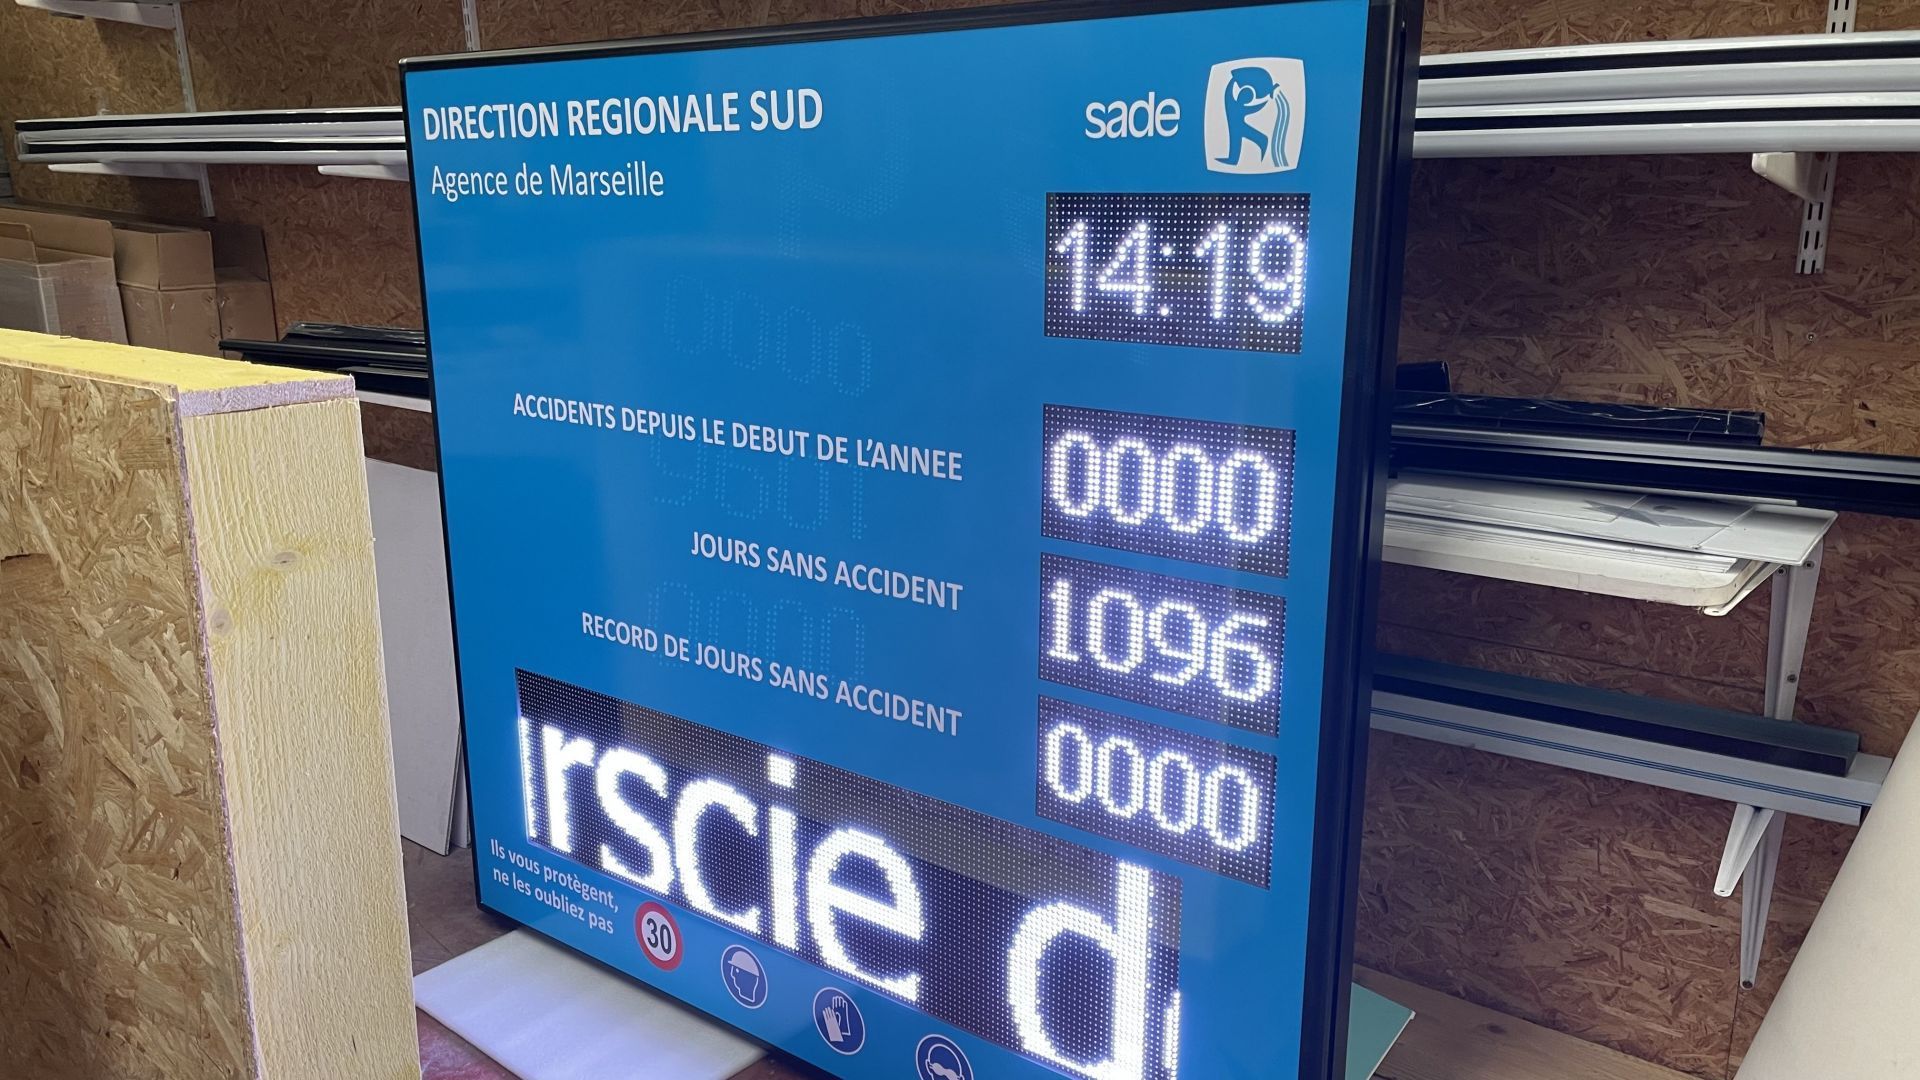 DIRECTION REGIONALE SUD
Agence de Marseille
sade
14:19
ACCIDENTS DEPUIS LE DEBUT DE L'ANNEE
0000
JOURS SANS ACCIDENT
1096
RECORD DE JOURS SANS ACCIDENT
0000
rscie d
Ils vous protègent,
ne les oubliez pas
30